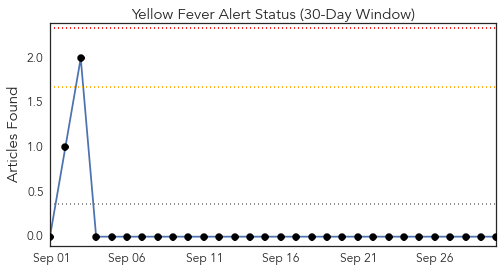 Yellow Fever Alert Status (30-Day Window)
Articles Found
2.0
1.5
1.0
0.5
0.0
Sep 01 Sep 06 Sep 11 Sep 16 Sep 21 Sep 26